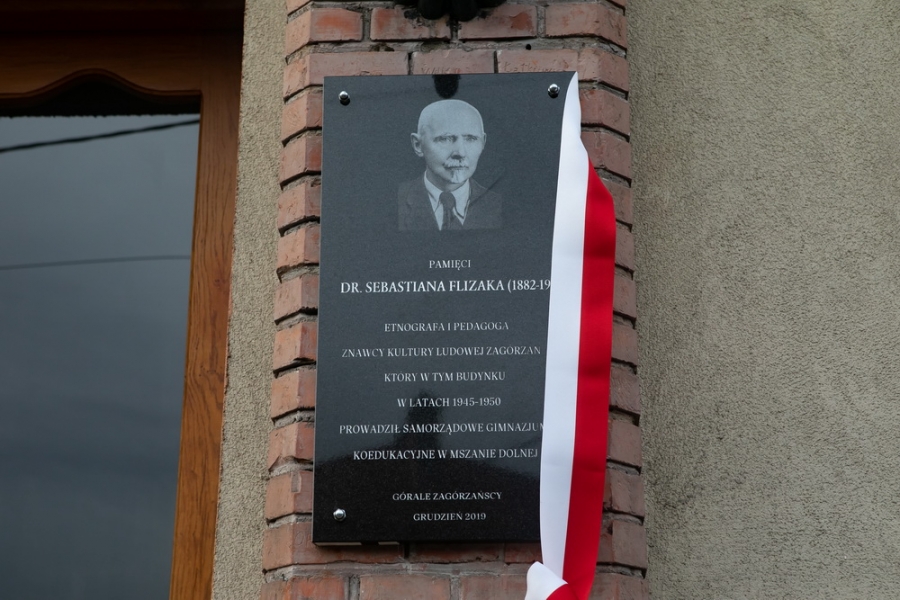 PAMIĘCI
DR. SEBASTIANA FLIZAKA (1882-19
ETNOGRAFA I PEDAGOGA
ZNAWCY KULTURY LUDOWEJ ZAGÓRZAN
KTÓRY W TYM BUDYNKU
W LATACH 1945-1950
PROWADZIŁ SAMORZĄDOWE GIMNAZJUM
KOEDUKACYJNE W MSZANIE DOLNEJ
GÓRALE ZAGÓRZAŃSCY
GRUDZIEŃ 2019